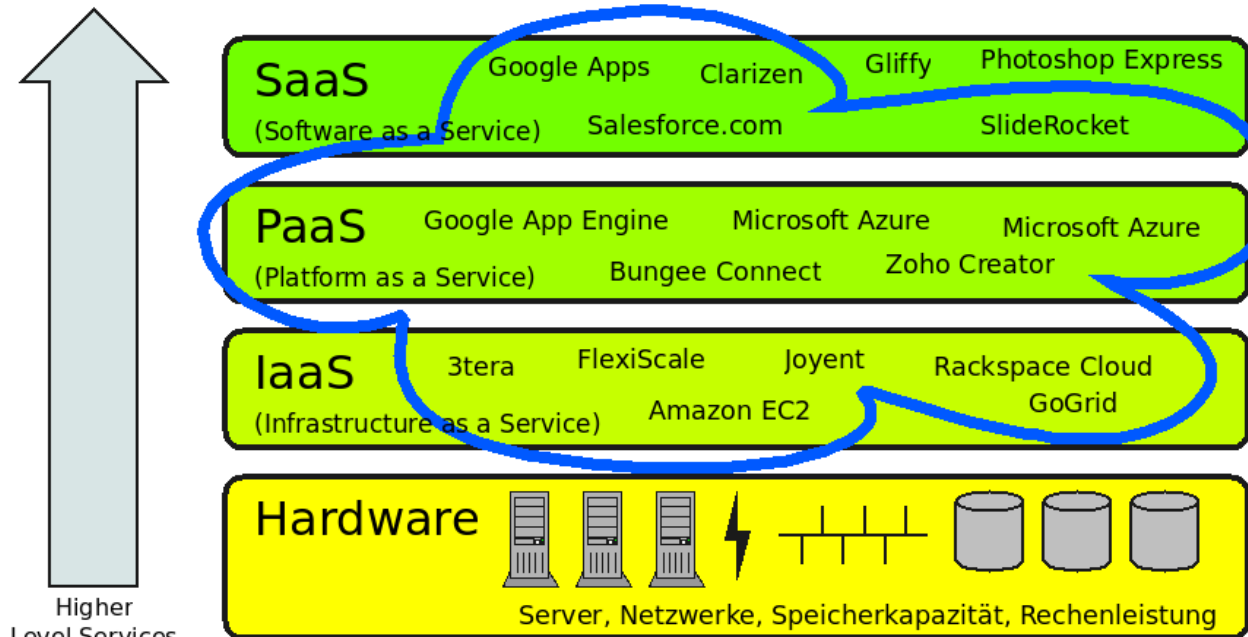 SaaS
(Software as a Service)
Google Apps
Clarizen
Gliffy
Photoshop Express
Salesforce.com
SlideRocket
PaaS
(Platform as a Service)
Google App Engine
Microsoft Azure
Microsoft Azure
Bungee Connect
Zoho Creator
IaaS
(Infrastructure as a Service)
3tera
FlexiScale
Joyent
Rackspace Cloud
Amazon EC2
GoGrid
Hardware
Server, Netzwerke, Speicherkapazität, Rechenleistung
Higher
Level Services